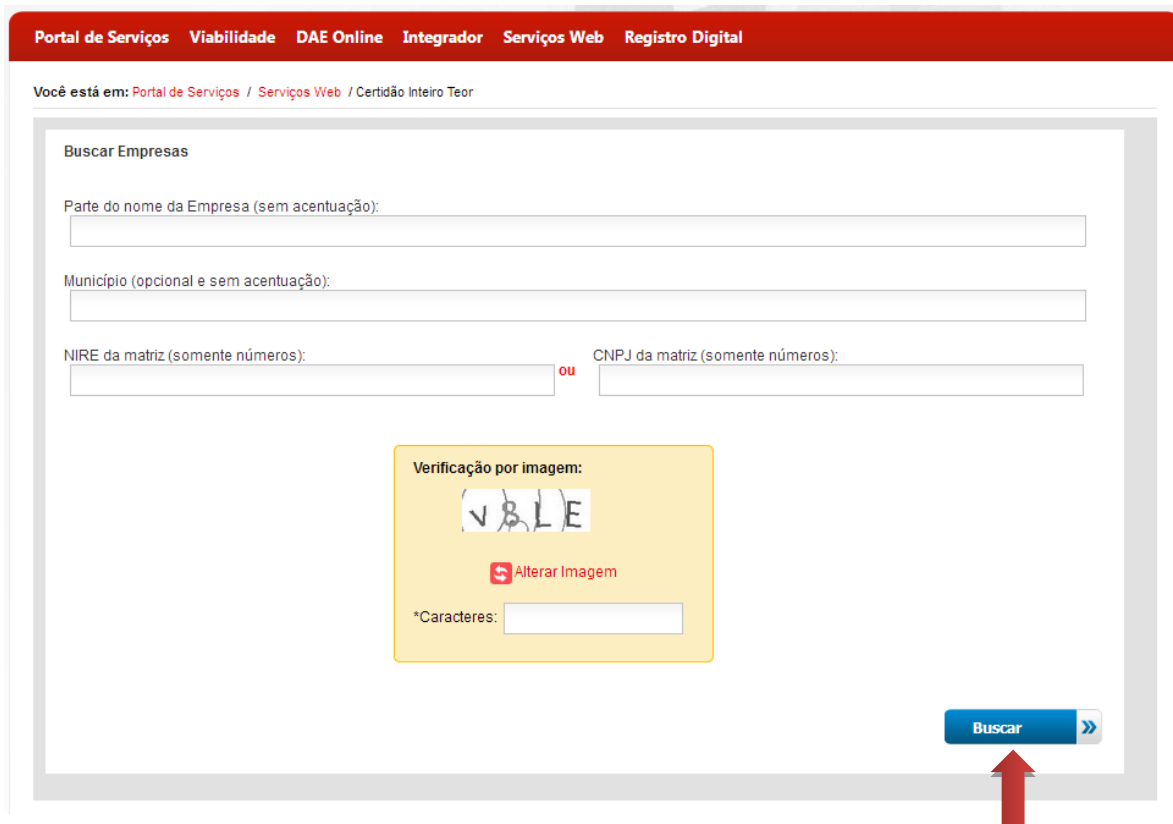 Portal de Serviços Viabilidade DAE Online Integrador Serviços Web Registro Digital
Você está em: Portal de Serviços / Serviços Web / Certidão Inteiro Teor
Buscar Empresas
Parte do nome da Empresa (sem acentuação):
Município (opcional e sem acentuação):
NIRE da matriz (somente números): ou CNPJ da matriz (somente números):
Verificação por imagem:
V8LE
Alterar Imagem
*Caracteres:
Buscar »